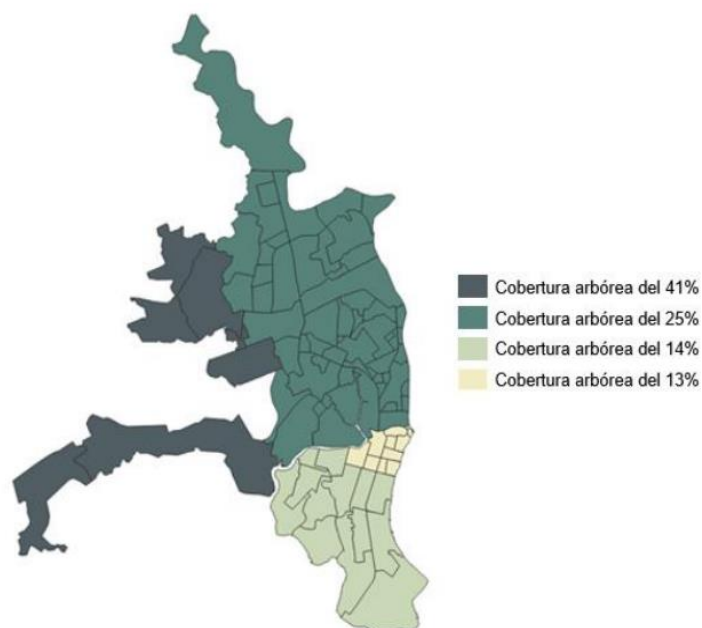 Cobertura arbórea del 41%
Cobertura arbórea del 25%
Cobertura arbórea del 14%
Cobertura arbórea del 13%